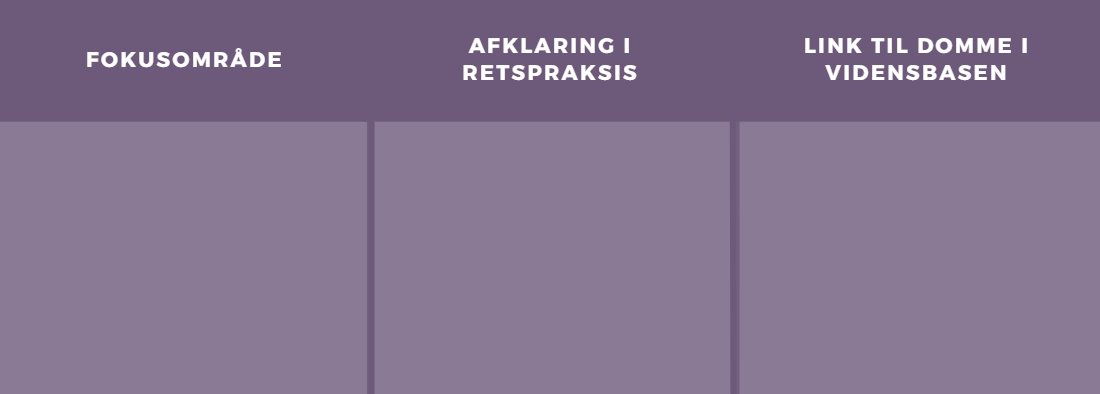 FOKUSOMRÅDE
AFKLARING I
RETSPRAKSIS
LINK TIL DOMME I
VIDENSBASEN